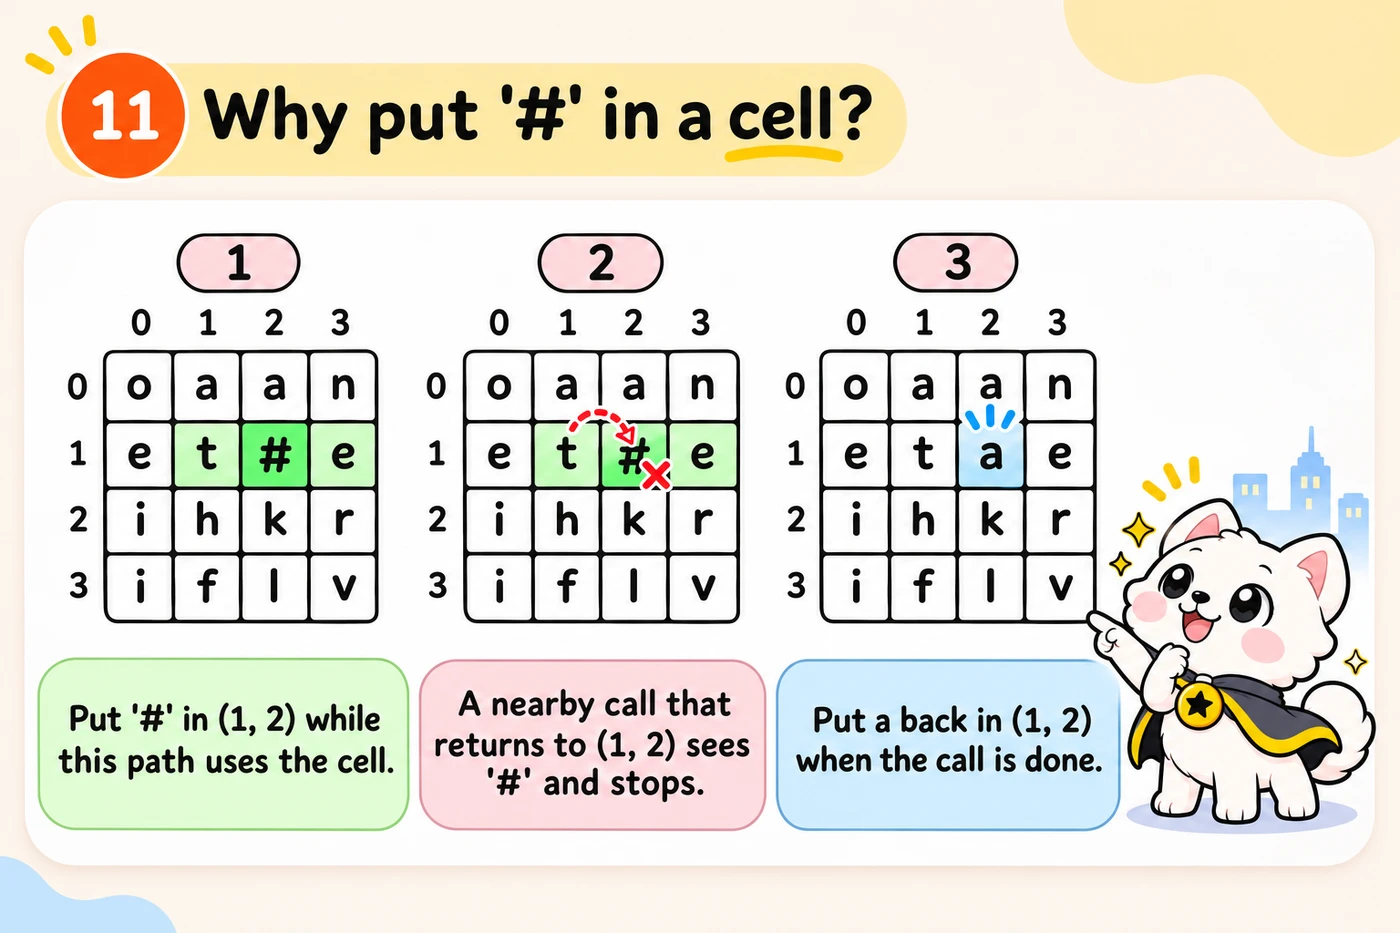 11 Why put '#' in a cell?
1
0 1 2 3
0 o a a n
1 e t # e
2 i h k r
3 i f l v
Put '#' in (1, 2) while
this path uses the cell.
2
0 1 2 3
0 o a a n
1 e t # e
2 i h k r
3 i f l v
A nearby call that
returns to (1, 2) sees
'#' and stops.
3
0 1 2 3
0 o a a n
1 e t a e
2 i h k r
3 i f l v
Put a back in (1, 2)
when the call is done.